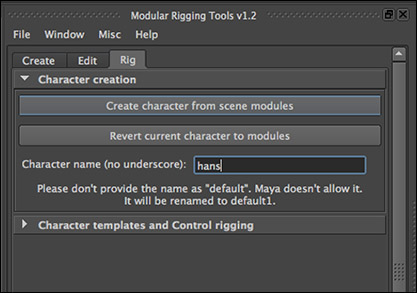 Modular Rigging Tools v1.2
File Window Misc Help
Create Edit Rig
Character creation
Create character from scene modules
Revert current character to modules
Character name (no underscore): hans
Please don't provide the name as "default". Maya doesn't allow it.
It will be renamed to default1.
Character templates and Control rigging